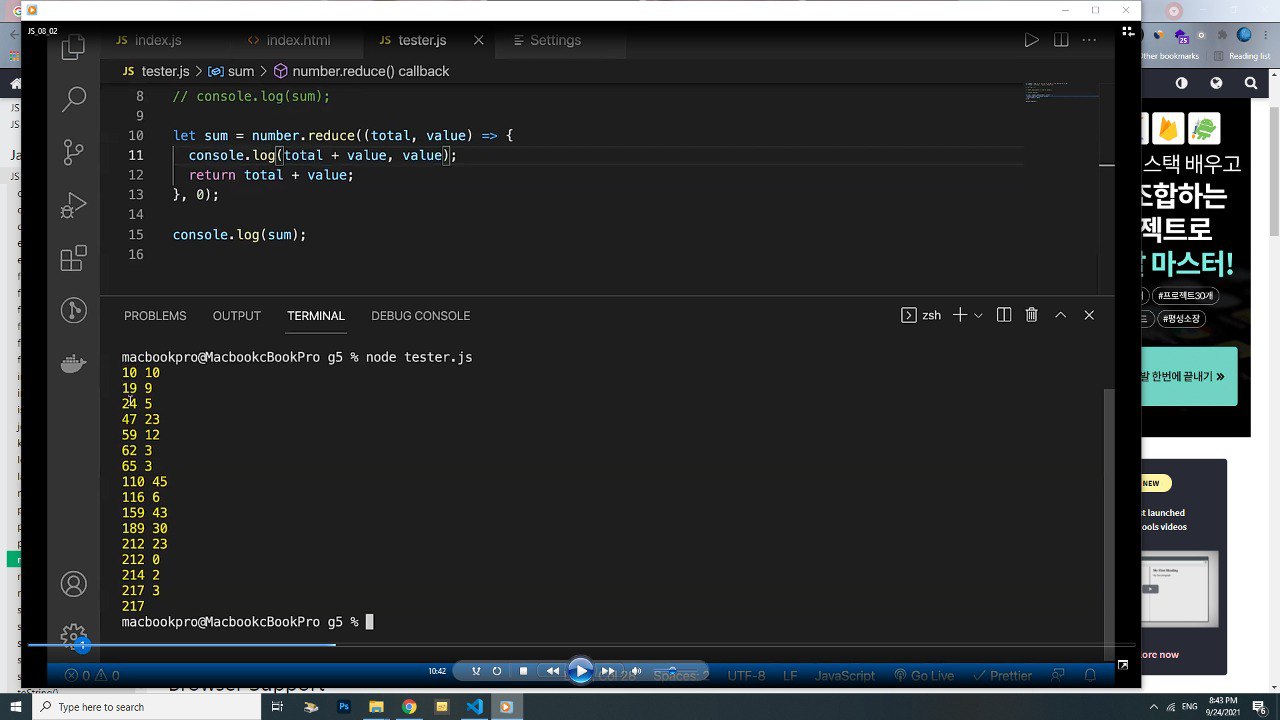 JS_08_02
JS index.js
<> index.html
JS tester.js
Settings
JS tester.js > sum > number.reduce() callback
8 // console.log(sum);
9
10 let sum = number.reduce((total, value) => {
11 console.log(total + value, value);
12 return total + value;
13 }, 0);
14
15 console.log(sum);
16
PROBLEMS OUTPUT TERMINAL DEBUG CONSOLE
zsh
macbookpro@MacbookcBookPro g5 % node tester.js
10 10
19 9
24 5
47 23
59 12
62 3
65 3
110 45
116 6
159 43
189 30
212 23
212 0
214 2
217 3
217
macbookpro@MacbookcBookPro g5 %
0 0
10:42
Spaces:
UTF-8 LF JavaScript Go Live Prettier
Browser Support
Other bookmarks
Reading list
25
스택 배우고
조합하는
젝트로
마스터!
#프로젝트30개
#평생소장
발 한번에 끝내기 »
NEW
st launched
ools videos
ore now
Type here to search
8:43 PM
9/24/2021